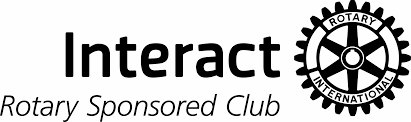 Interact
Rotary Sponsored Club
ROTARY
INTERNATIONAL